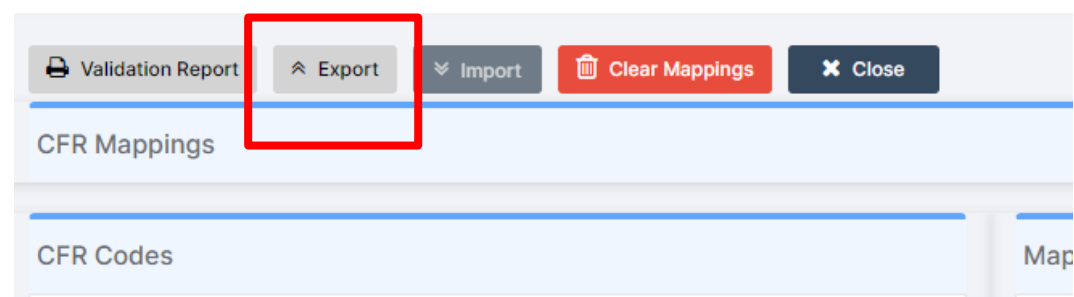 Validation Report Export Import Clear Mappings Close
CFR Mappings
CFR Codes Map